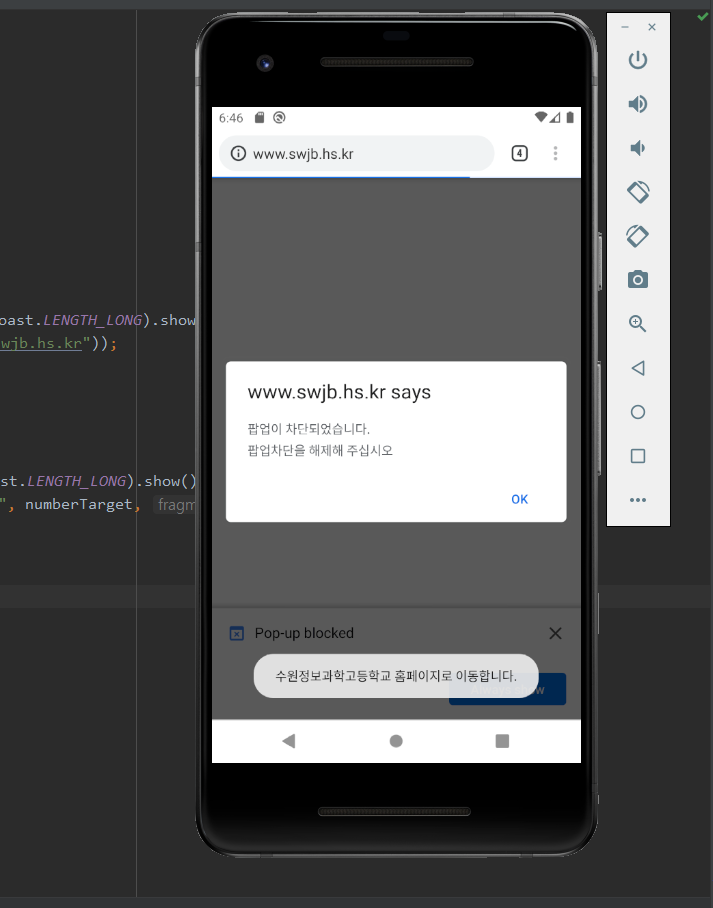 6:46
www.swjb.hs.kr
4
oast.LENGTH_LONG).show
wjb.hs.kr"));
www.swjb.hs.kr says
팝업이 차단되었습니다.
팝업차단을 해제해 주십시오
OK
ast.LENGTH_LONG).show()
", numberTarget, fragm
Pop-up blocked
수원정보과학고등학교 홈페이지로 이동합니다.